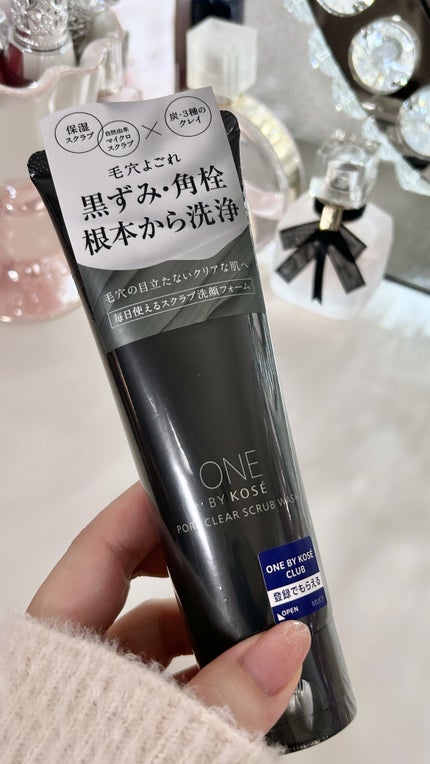 保湿
スクラブ
自然由来
マイクロ
スクラブ
×
炭・3種の
クレイ
毛穴よごれ
黒ずみ・角栓
根本から洗浄
毛穴の目立たないクリアな肌へ
毎日使えるスクラブ洗顔フォーム
ONE
BY KOSÉ
PORE CLEAR SCRUB WASH
ONE BY KOSÉ
CLUB
登録でもらえる
OPEN